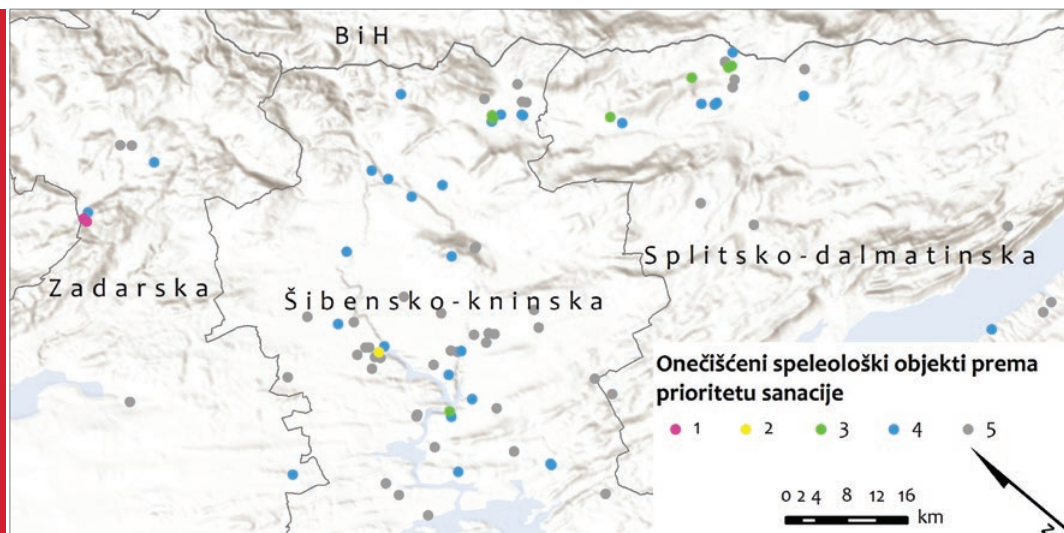 BiH
Zadarska
Šibensko-kninska
Splitsko-dalmatinska
Onečišćeni speleološki objekti prema
prioritetu sanacije
1 2 3 4 5
0 2 4 8 12 16
km
N